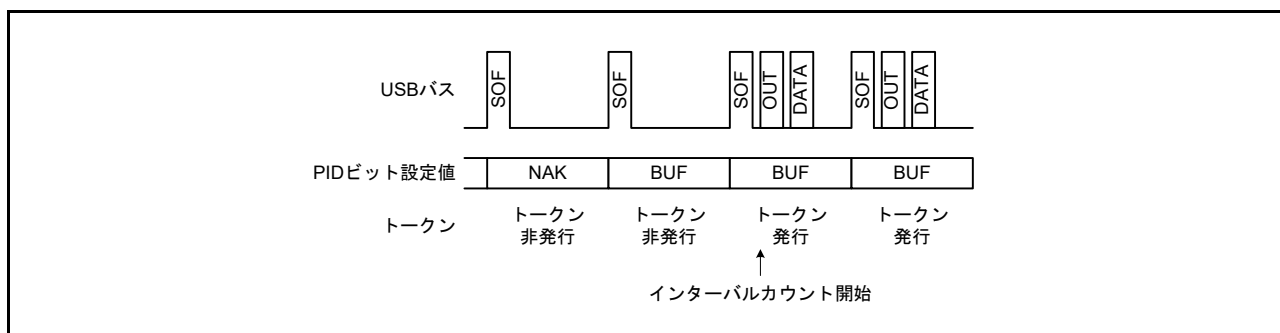 USBバス
SOF
SOF
SOF
OUT
DATA
SOF
OUT
DATA
PIDビット設定値
NAK
BUF
BUF
BUF
トークン
トークン
非発行
トークン
非発行
トークン
発行
トークン
発行
インターバルカウント開始